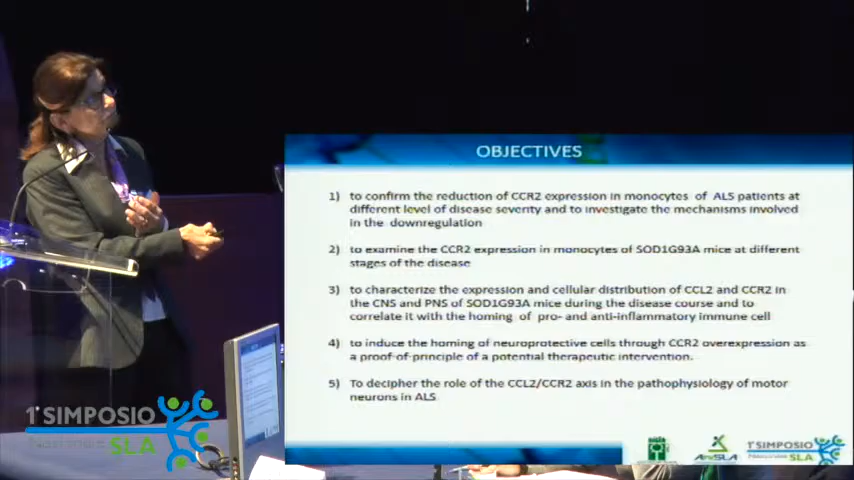 OBJECTIVES
1) to confirm the reduction of CCR2 expression in monocytes of ALS patients at
different level of disease severity and to investigate the mechanisms involved
in the downregulation
2) to examine the CCR2 expression in monocytes of SOD1G93A mice at different
stages of the disease
3) to characterize the expression and cellular distribution of CCL2 and CCR2 in
the CNS and PNS of SOD1G93A mice during the disease course and to
correlate it with the homing of pro- and anti-inflammatory immune cell
4) to induce the homing of neuroprotective cells through CCR2 overexpression as
a proof-of-principle of a potential therapeutic intervention.
5) To decipher the role of the CCL2/CCR2 axis in the pathophysiology of motor
neurons in ALS
1°SIMPOSIO
SLA
1°SIMPOSIO
SLA